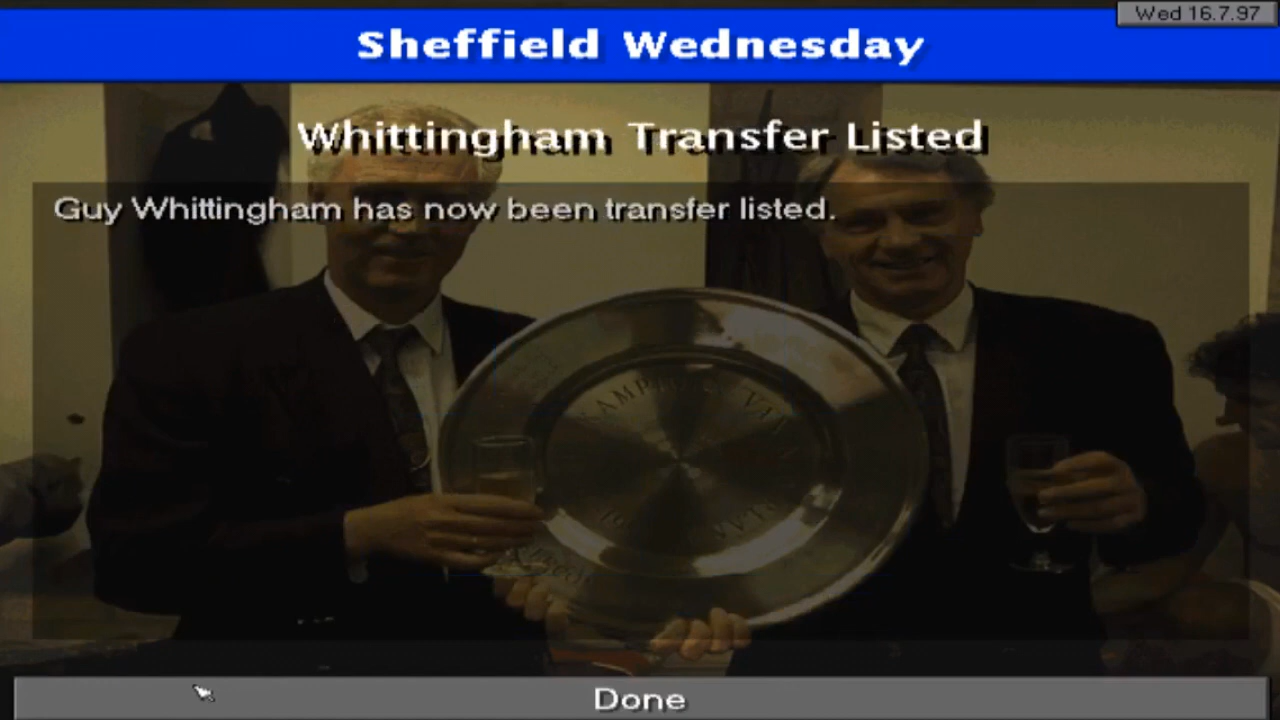 Wed 16.7.97
Sheffield Wednesday
Whittingham Transfer Listed
Guy Whittingham has now been transfer listed.
Done